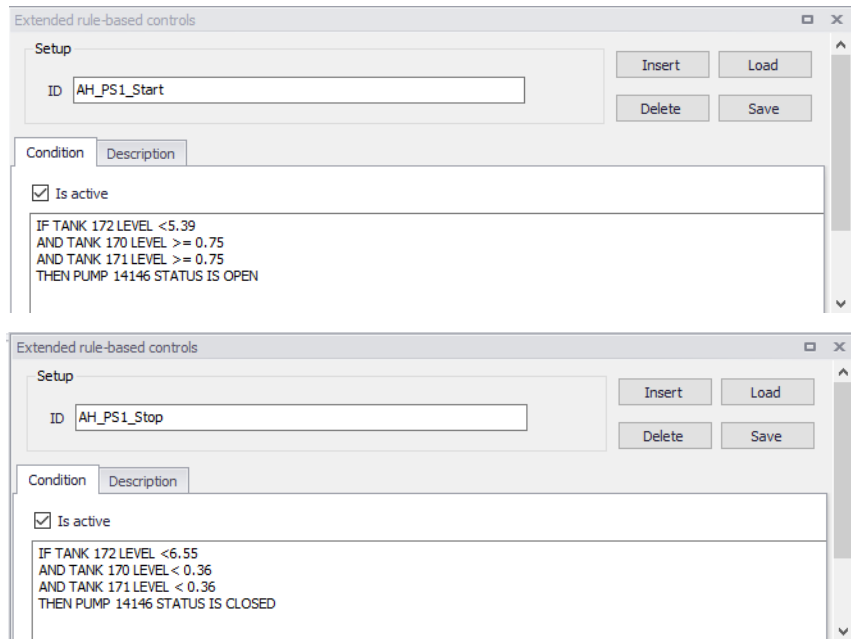 Extended rule-based controls
Setup
ID AH_PS1_Start
Insert Load
Delete Save
Condition Description
Is active
IF TANK 172 LEVEL <5.39
AND TANK 170 LEVEL >= 0.75
AND TANK 171 LEVEL >= 0.75
THEN PUMP 14146 STATUS IS OPEN
Extended rule-based controls
Setup
ID AH_PS1_Stop
Insert Load
Delete Save
Condition Description
Is active
IF TANK 172 LEVEL <6.55
AND TANK 170 LEVEL< 0.36
AND TANK 171 LEVEL < 0.36
THEN PUMP 14146 STATUS IS CLOSED